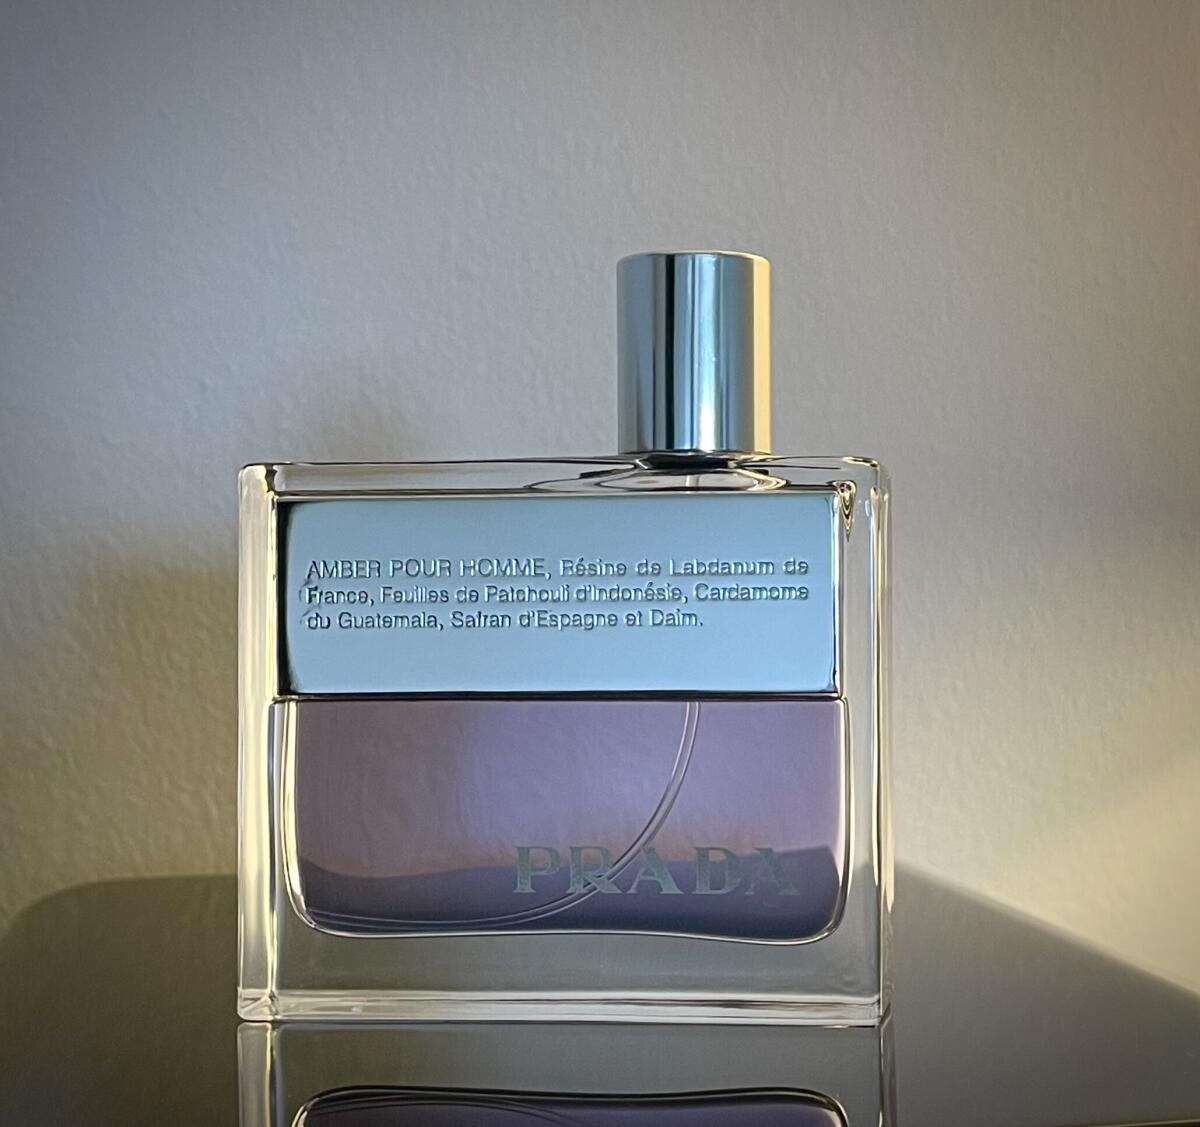 AMBER POUR HOMME, Résine de Labdanum de
France, Feuilles de Patchouli d'Indonésie, Cardamome
du Guatemala, Safran d'Espagne et Daim.
PRADA